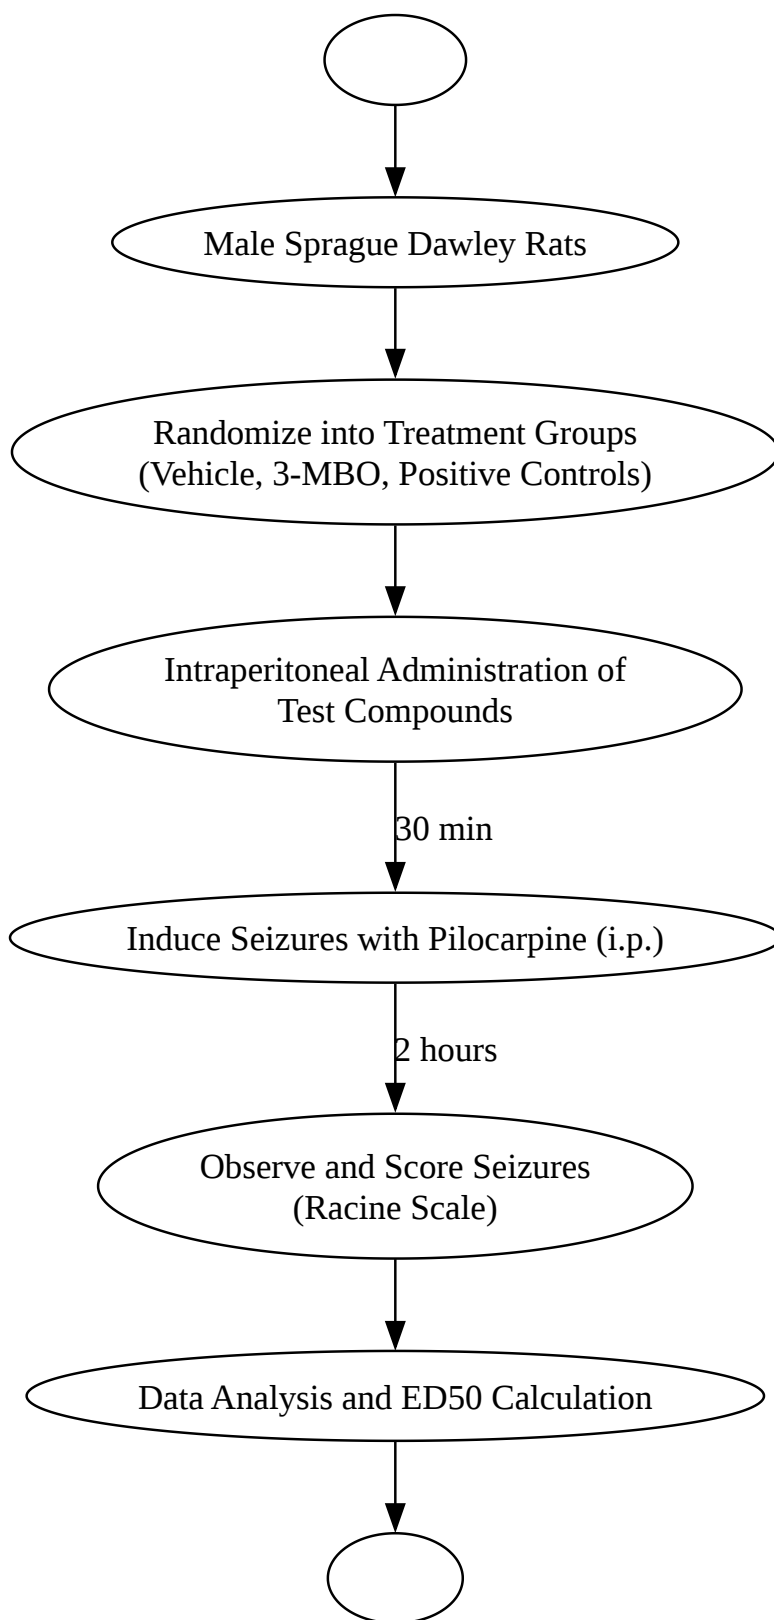 Male Sprague Dawley Rats
Randomize into Treatment Groups
(Vehicle, 3-MBO, Positive Controls)
Intraperitoneal Administration of
Test Compounds
30 min
Induce Seizures with Pilocarpine (i.p.)
2 hours
Observe and Score Seizures
(Racine Scale)
Data Analysis and ED50 Calculation